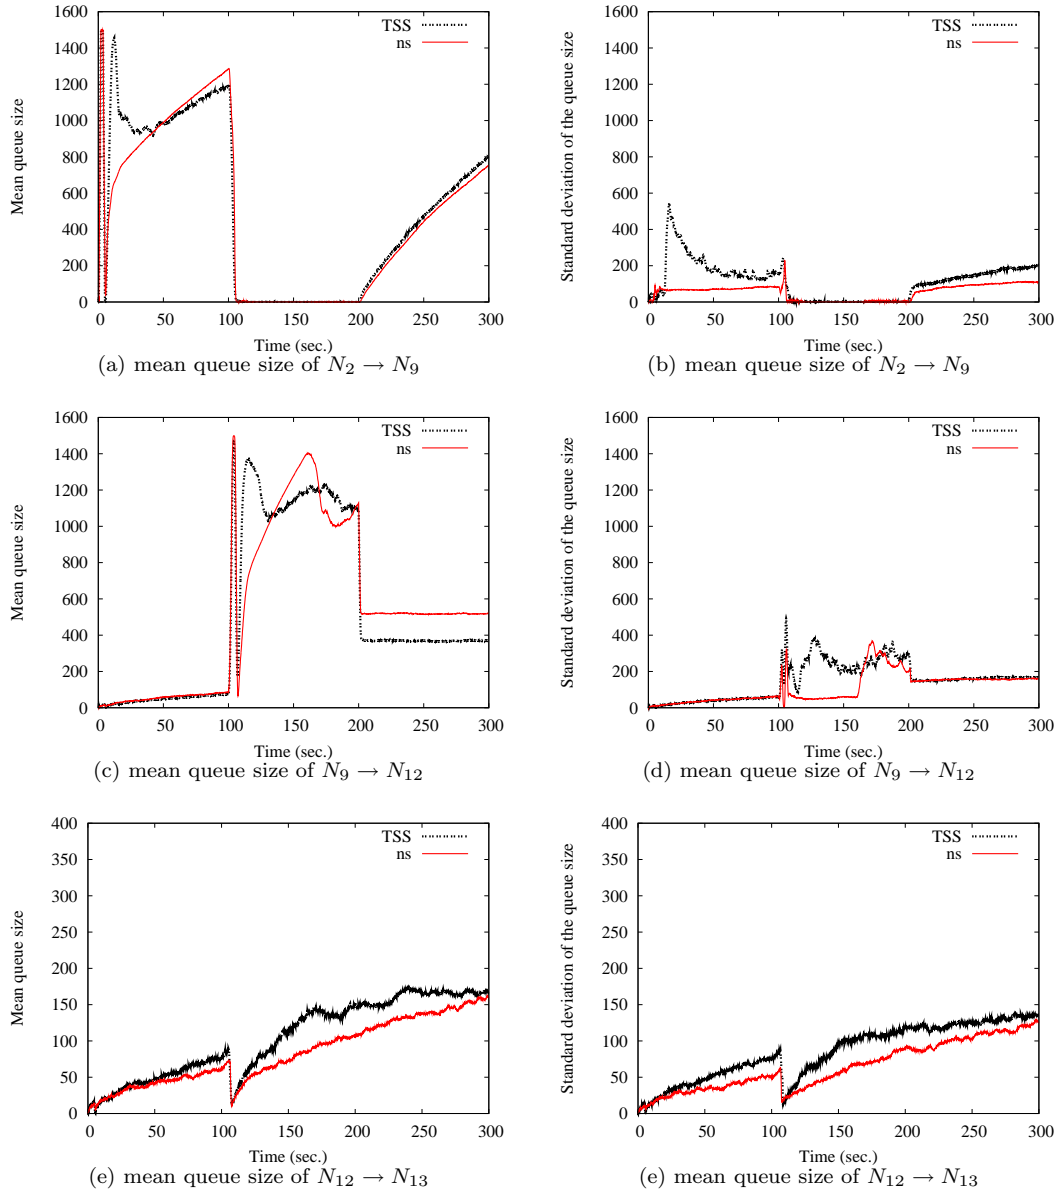 1600
1400
1200
1000
800
600
400
200
0
0 50 100 150 200 250 300
Mean queue size
Time (sec.)
TSS
ns
(a) mean queue size of N2 → N9
1600
1400
1200
1000
800
600
400
200
0
0 50 100 150 200 250 300
Standard deviation of the queue size
Time (sec.)
TSS
ns
(b) mean queue size of N2 → N9
1600
1400
1200
1000
800
600
400
200
0
0 50 100 150 200 250 300
Mean queue size
Time (sec.)
TSS
ns
(c) mean queue size of N9 → N12
1600
1400
1200
1000
800
600
400
200
0
0 50 100 150 200 250 300
Standard deviation of the queue size
Time (sec.)
TSS
ns
(d) mean queue size of N9 → N12
400
350
300
250
200
150
100
50
0
0 50 100 150 200 250 300
Mean queue size
Time (sec.)
TSS
ns
(e) mean queue size of N12 → N13
400
350
300
250
200
150
100
50
0
0 50 100 150 200 250 300
Standard deviation of the queue size
Time (sec.)
TSS
ns
(e) mean queue size of N12 → N13